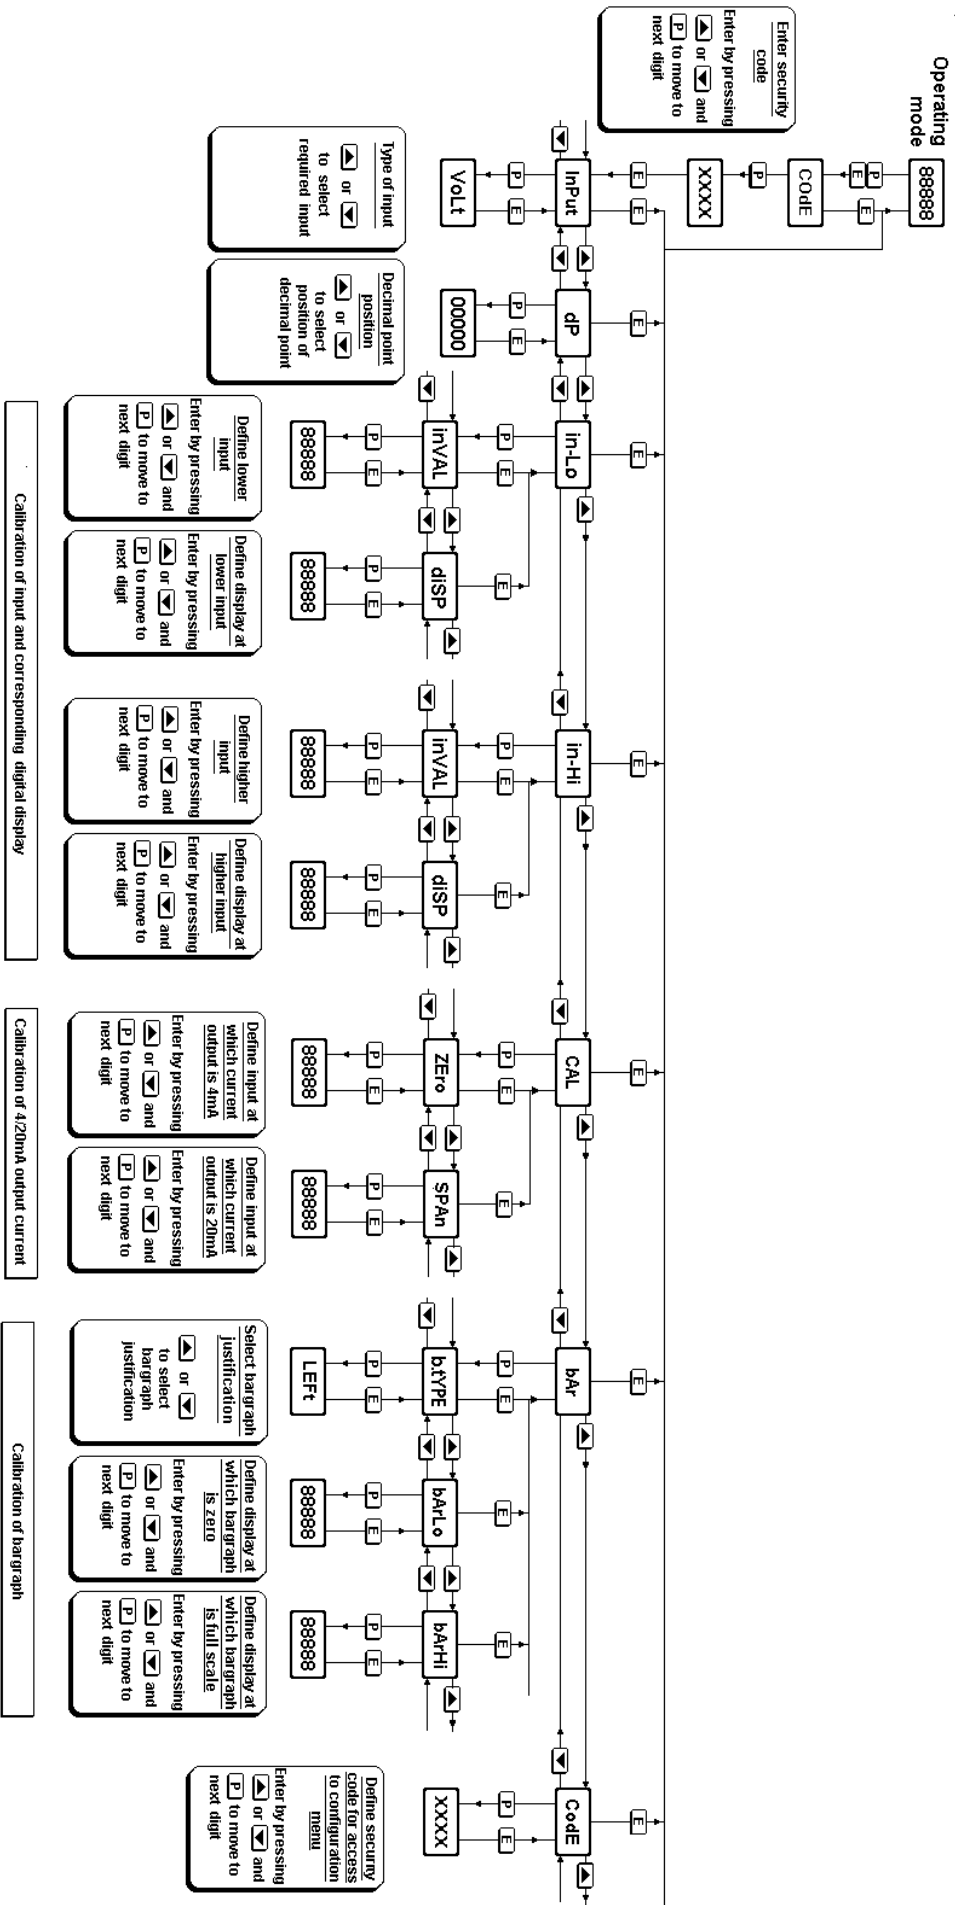 Operating
mode
88888
P
E
COdE
E
P
XXXX
E
E
Enter security
code
Enter by pressing
or and
P to move to
next digit
InPut
P
E
VoLt
Type of input
or
to select
required input
E
dP
P
E
00000
Decimal point
position
or
to select
position of
decimal point
E
in-Lo
P
E
inVAL
P
E
88888
Define lower
input
Enter by pressing
or and
P to move to
next digit
E
diSP
P
E
88888
Define display at
lower input
Enter by pressing
or and
P to move to
next digit
E
in-Hi
P
E
inVAL
P
E
88888
Define higher
input
Enter by pressing
or and
P to move to
next digit
E
diSP
P
E
88888
Define display at
higher input
Enter by pressing
or and
P to move to
next digit
Calibration of input and corresponding digital display
E
CAL
P
E
ZEro
P
E
88888
Define input at
which current
output is 4mA
Enter by pressing
or and
P to move to
next digit
E
SPAn
P
E
88888
Define input at
which current
output is 20mA
Enter by pressing
or and
P to move to
next digit
Calibration of 4/20mA output current
E
bAr
P
E
b.tYPE
P
E
LEFt
Select bargraph
justification
or
to select
bargraph
justification
E
bArLo
P
E
88888
Define display at
which bargraph
is zero
Enter by pressing
or and
P to move to
next digit
E
bArHi
P
E
88888
Define display at
which bargraph
is full scale
Enter by pressing
or and
P to move to
next digit
Calibration of bargraph
E
CodE
P
E
XXXX
Define security
code for access
to configuration
menu
Enter by pressing
or and
P to move to
next digit